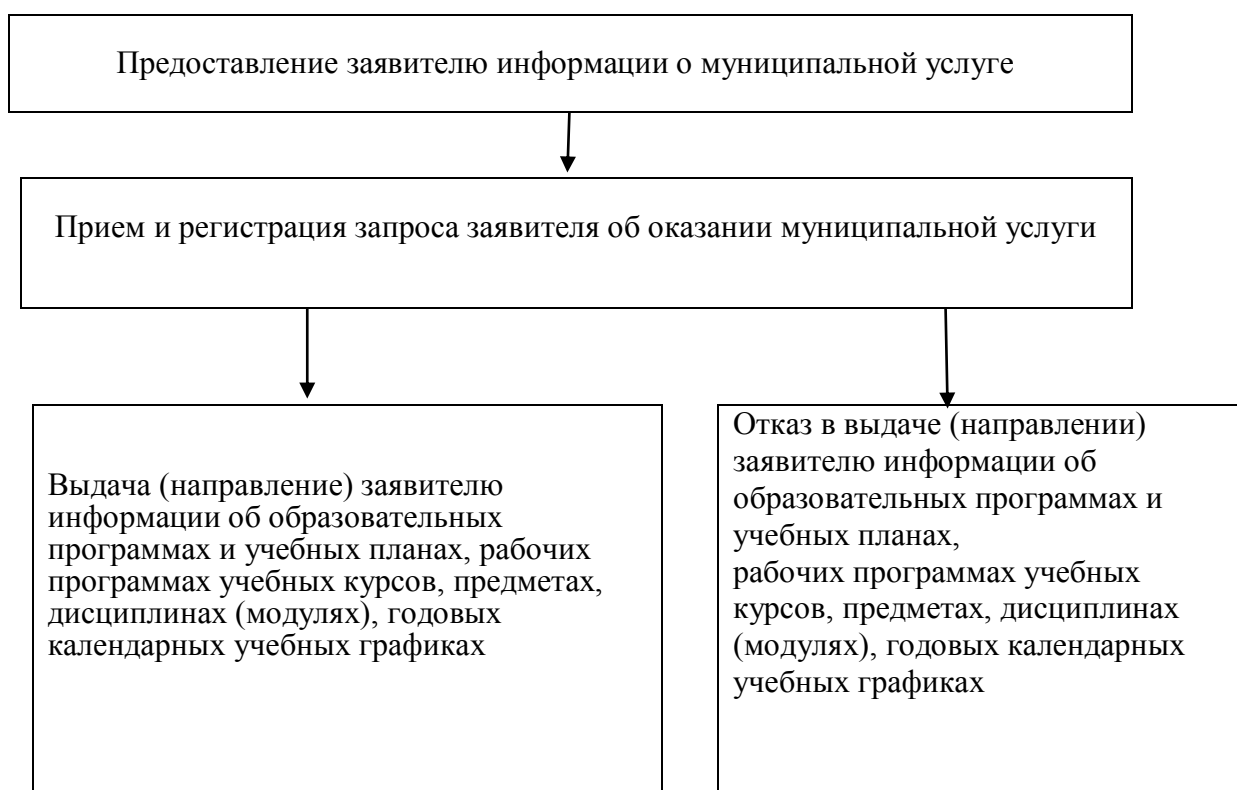 Предоставление заявителю информации о муниципальной услуге
Прием и регистрация запроса заявителя об оказании муниципальной услуги
Выдача (направление) заявителю
информации об образовательных
программах и учебных планах, рабочих
программах учебных курсов, предметах,
дисциплинах (модулях), годовых
календарных учебных графиках
Отказ в выдаче (направлении)
заявителю информации об
образовательных программах и
учебных планах,
рабочих программах учебных
курсов, предметах, дисциплинах
(модулях), годовых календарных
учебных графиках